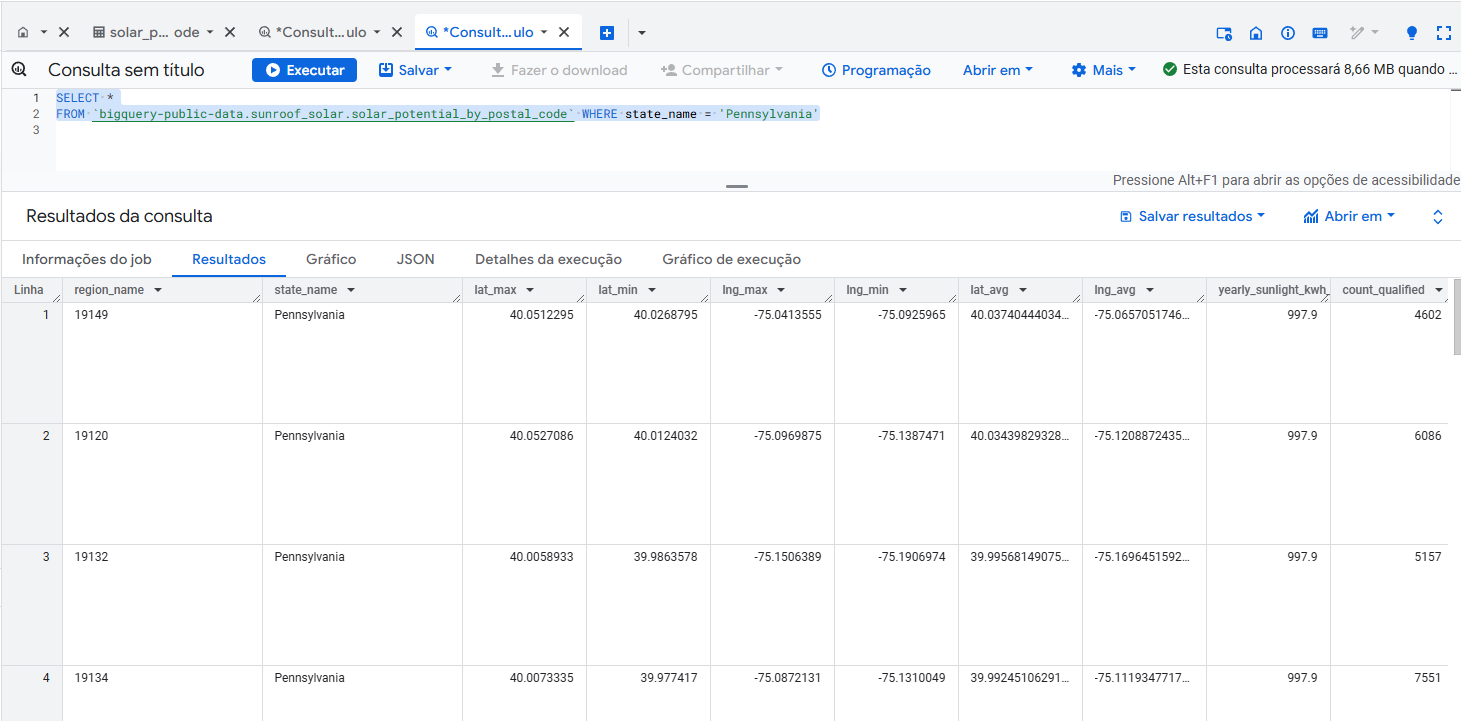 solar_p... ode
*Consult...ulo
*Consult...ulo
Consulta sem título Executar Salvar Fazer o download Compartilhar Programação Abrir em Mais Esta consulta processará 8,66 MB quando ...
1 SELECT *
2 FROM `bigquery-public-data.sunroof_solar.solar_potential_by_postal_code` WHERE state_name = 'Pennsylvania'
3
Pressione Alt+F1 para abrir as opções de acessibilidade
Resultados da consulta Salvar resultados Abrir em
Informações do job Resultados Gráfico JSON Detalhes da execução Gráfico de execução
Linha region_name state_name lat_max lat_min lng_max lng_min lat_avg lng_avg yearly_sunlight_kwh_ count_qualified
1 19149 Pennsylvania 40.0512295 40.0268795 -75.0413555 -75.0925965 40.03740444034... -75.0657051746... 997.9 4602
2 19120 Pennsylvania 40.0527086 40.0124032 -75.0969875 -75.1387471 40.03439829328... -75.1208872435... 997.9 6086
3 19132 Pennsylvania 40.0058933 39.9863578 -75.1506389 -75.1906974 39.99568149075... -75.1696451592... 997.9 5157
4 19134 Pennsylvania 40.0073335 39.977417 -75.0872131 -75.1310049 39.99245106291... -75.1119347717... 997.9 7551